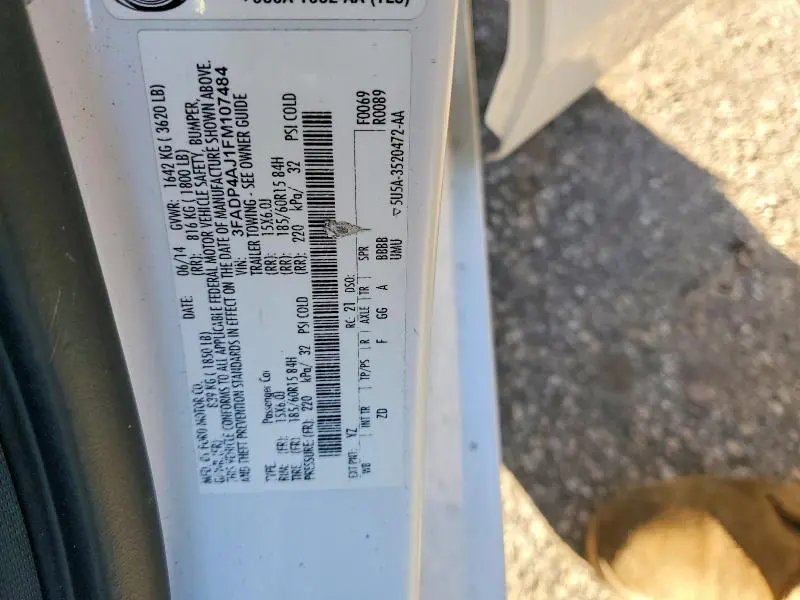 MFD. BY FORD MOTOR CO.
DATE: 06/14 GVWR: 1642 KG ( 3620 LB)
839 KG ( 1850 LB) (RR): 816 KG ( 1800 LB)
THIS VEHICLE CONFORMS TO ALL APPLICABLE FEDERAL MOTOR VEHICLE SAFETY, BUMPER,
AND THEFT PREVENTION STANDARDS IN EFFECT ON THE DATE OF MANUFACTURE SHOWN ABOVE.
VIN: 3FADP4AJ1FM107484
TYPE: Passenger Car TRAILER TOWING - SEE OWNER GUIDE
RIM: (FR): 15X6.0J (RR): 15X6.0J
TIRE: (FR): 185/60R15 84H (RR): 185/60R15 84H
PRESSURE (FR): 220 kPa/ 32 PSI COLD (RR): 220 kPa/ 32 PSI COLD
EXT PNT: YZ RC: 21 DSO: F0069
WB INT TR TP/PS R AXLE TR SPR R0089
ZD F GG A BBBB
UMU
5U5A-3520472-AA